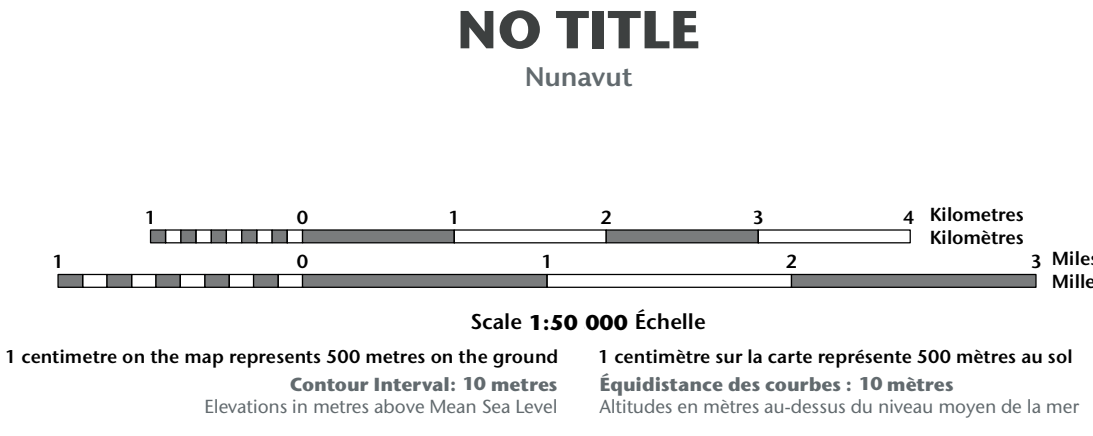 NO TITLE
Nunavut
1 0 1 2 3 4 Kilometres
Kilomètres
1 0 1 2 3 Miles
Mille
Scale 1:50 000 Échelle
1 centimetre on the map represents 500 metres on the ground
1 centimètre sur la carte représente 500 mètres au sol
Contour Interval: 10 metres
Équidistance des courbes : 10 mètres
Elevations in metres above Mean Sea Level
Altitudes en mètres au-dessus du niveau moyen de la mer